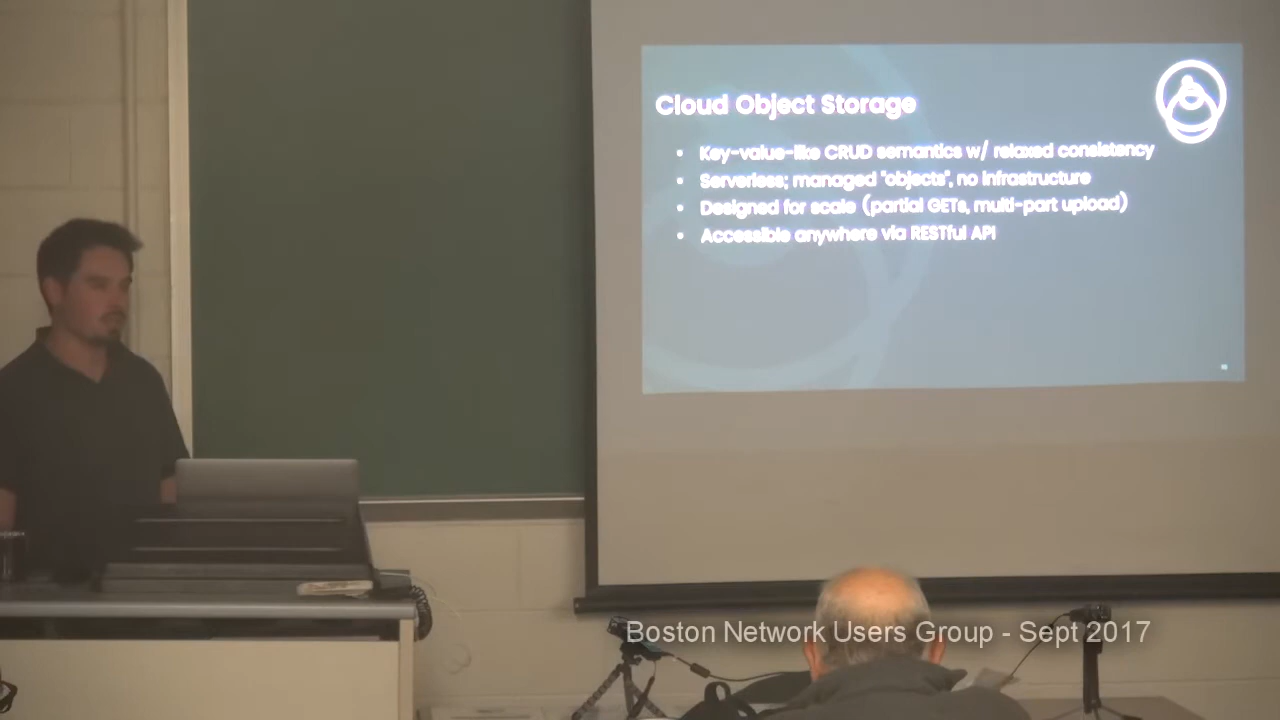 Cloud Object Storage
• Key-value-like CRUD semantics w/ relaxed consistency
• Serverless; managed "objects", no infrastructure
• Designed for scale (partial GETs, multi-part upload)
• Accessible anywhere via RESTful API
Boston Network Users Group - Sept 2017